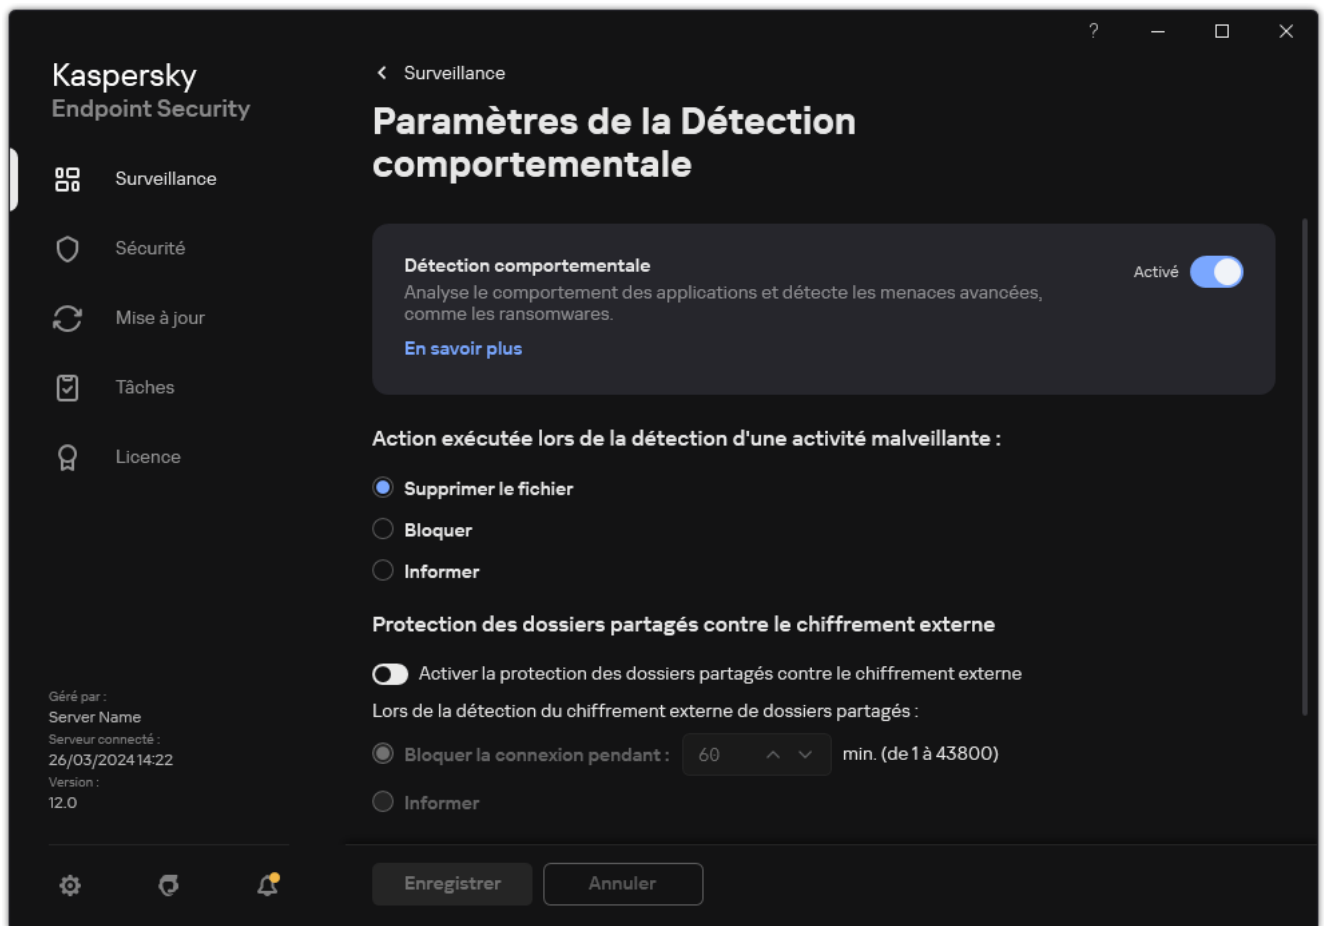 ?
Kaspersky
Endpoint Security
Surveillance
Sécurité
Mise à jour
Tâches
Licence
Géré par :
Server Name
Serveur connecté :
26/03/2024 14:22
Version :
12.0
Surveillance
Paramètres de la Détection
comportementale
Détection comportementale
Activé
Analyse le comportement des applications et détecte les menaces avancées,
comme les ransomwares.
En savoir plus
Action exécutée lors de la détection d'une activité malveillante :
Supprimer le fichier
Bloquer
Informer
Protection des dossiers partagés contre le chiffrement externe
Activer la protection des dossiers partagés contre le chiffrement externe
Lors de la détection du chiffrement externe de dossiers partagés :
Bloquer la connexion pendant : 60 min. (de 1 à 43800)
Informer
Enregistrer
Annuler